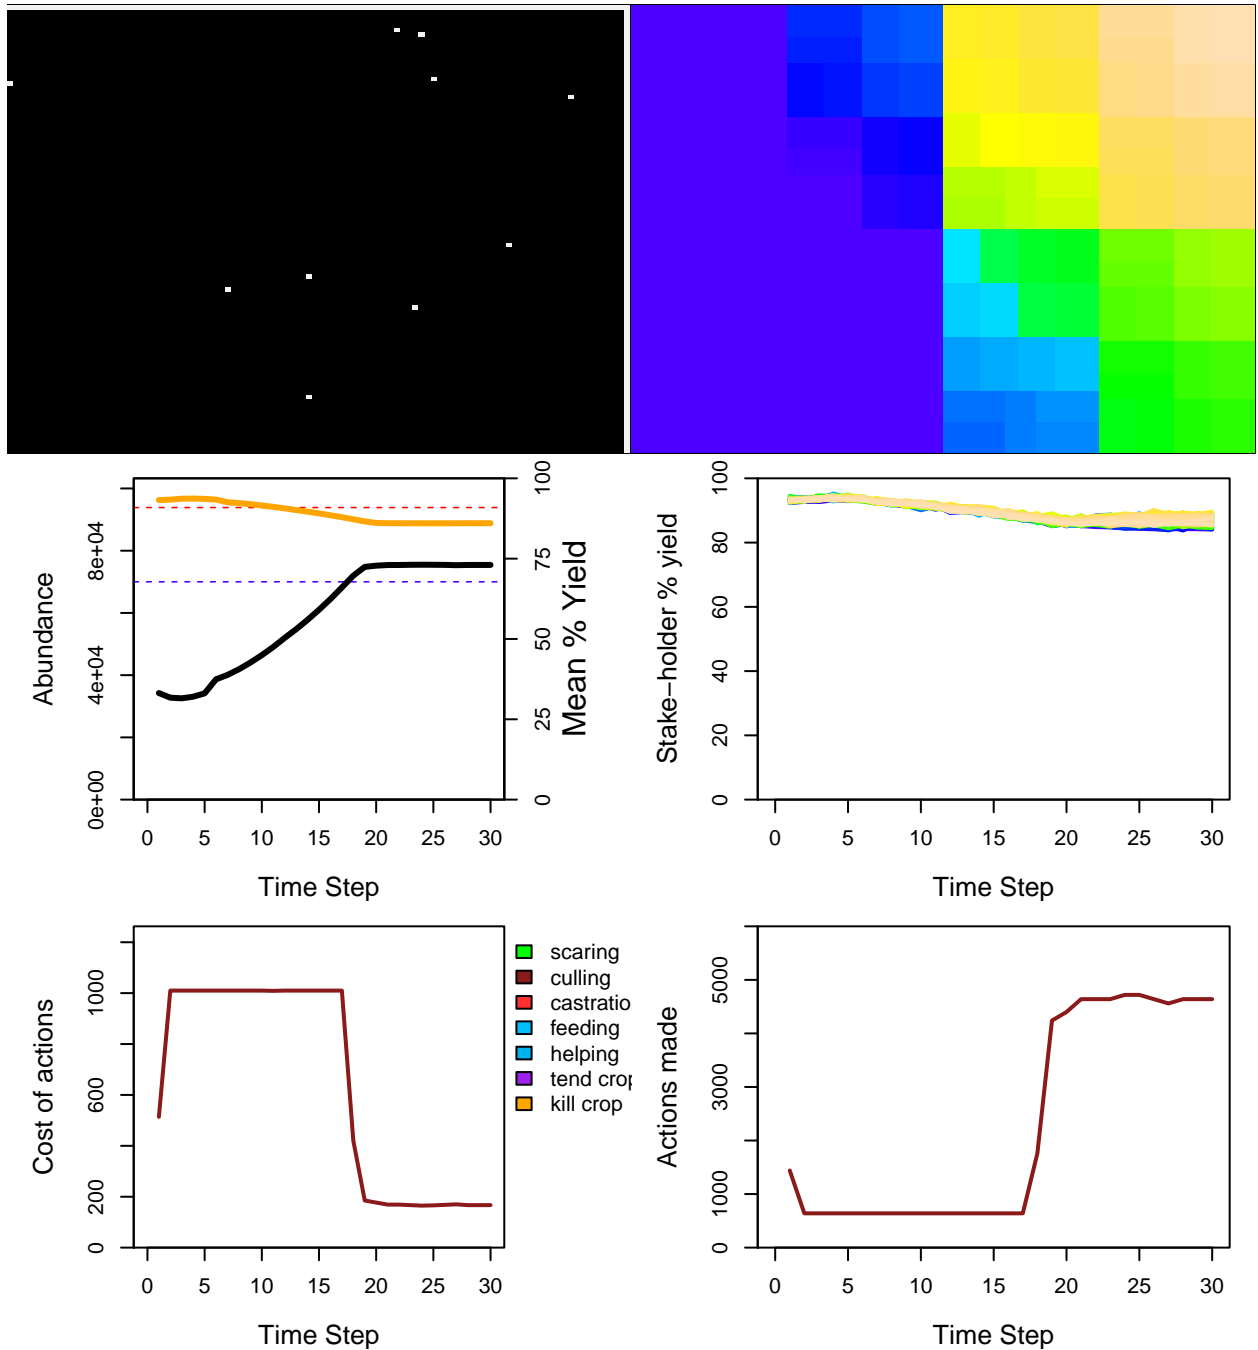 Abundance
0e+00 4e+04 8e+04
0 25 50 75 100
Mean % Yield
0 5 10 15 20 25 30
Time Step
Stake−holder % yield
0 20 40 60 80 100
0 5 10 15 20 25 30
Time Step
Cost of actions
0 200 600 1000
0 5 10 15 20 25 30
Time Step
scaring
culling
castratio
feeding
helping
tend crop
kill crop
Actions made
0 1000 3000 5000
0 5 10 15 20 25 30
Time Step